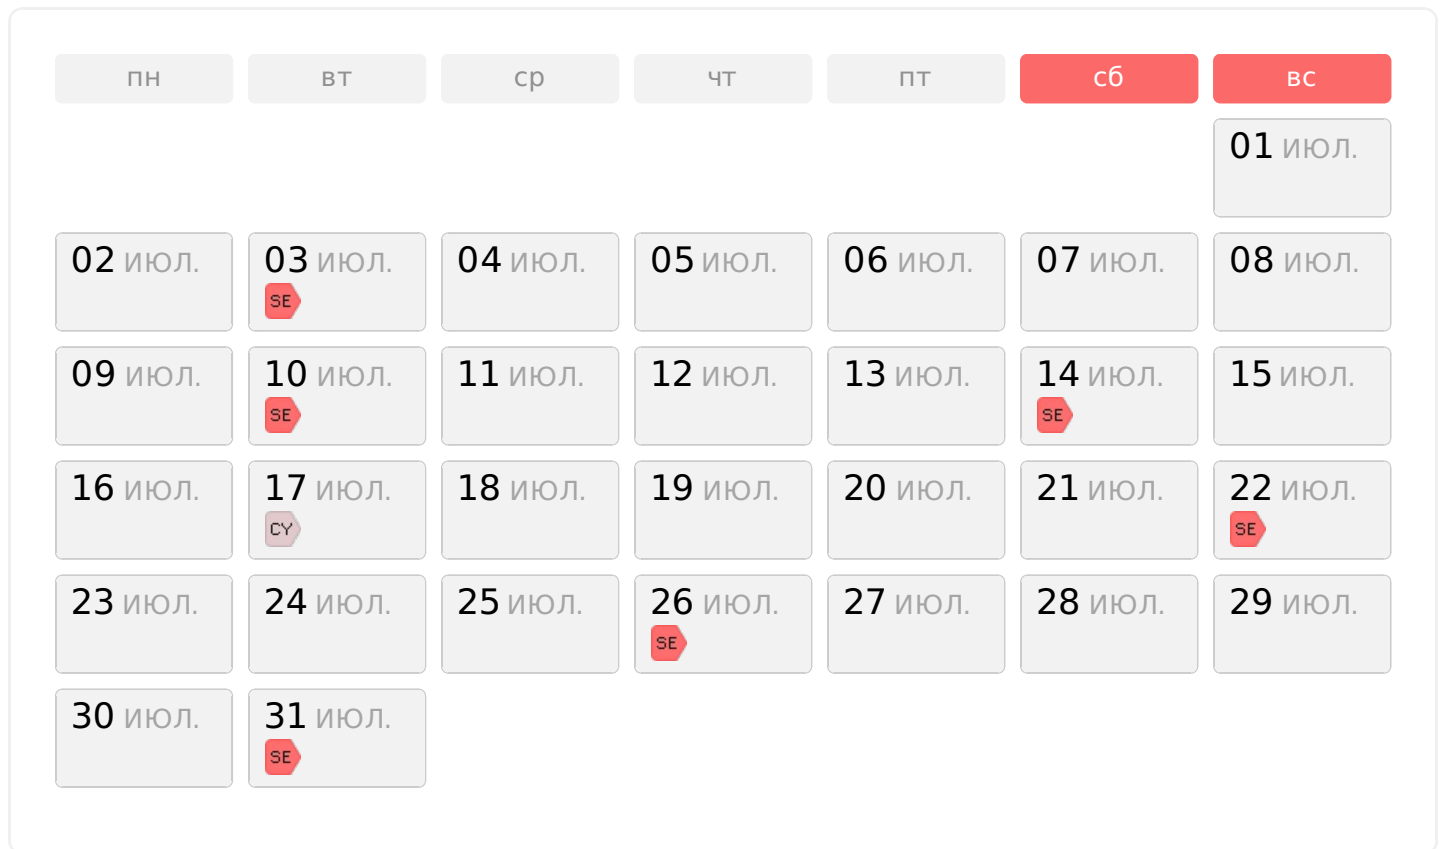 пн вт ср чт пт сб вс
01 июл.
02 июл. 03 июл. 04 июл. 05 июл. 06 июл. 07 июл. 08 июл.
SE
09 июл. 10 июл. 11 июл. 12 июл. 13 июл. 14 июл. 15 июл.
SE SE
16 июл. 17 июл. 18 июл. 19 июл. 20 июл. 21 июл. 22 июл.
CY SE
23 июл. 24 июл. 25 июл. 26 июл. 27 июл. 28 июл. 29 июл.
SE
30 июл. 31 июл.
SE